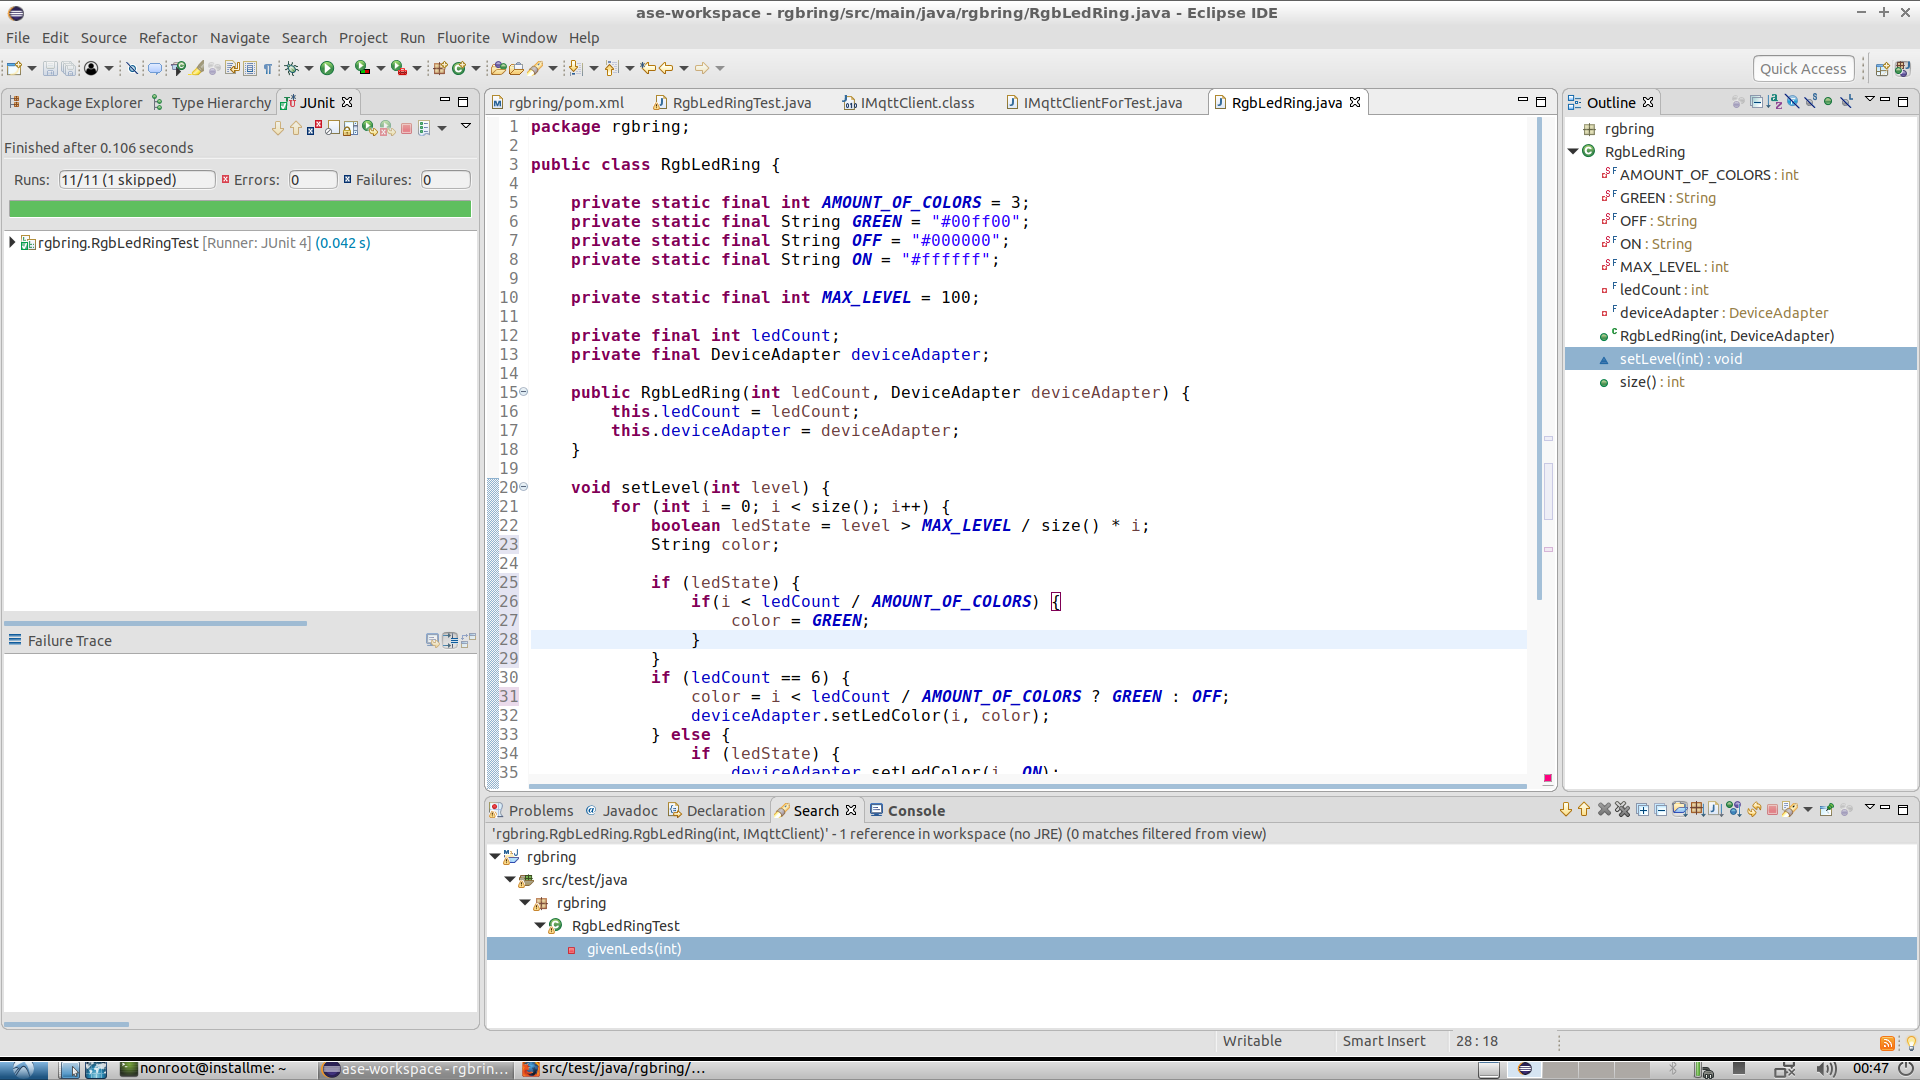 ase-workspace - rgbring/src/main/java/rgbring/RgbLedRing.java - Eclipse IDE
File Edit Source Refactor Navigate Search Project Run Fluorite Window Help
Quick Access
Package Explorer Type Hierarchy JUnit
Finished after 0.106 seconds
Runs: 11/11 (1 skipped) Errors: 0 Failures: 0
rgbring.RgbLedRingTest [Runner: JUnit 4] (0.042 s)
Failure Trace
rgbring/pom.xml RgbLedRingTest.java IMqttClient.class IMqttClientForTest.java RgbLedRing.java
1 package rgbring;
2
3 public class RgbLedRing {
4
5 private static final int AMOUNT_OF_COLORS = 3;
6 private static final String GREEN = "#00ff00";
7 private static final String OFF = "#000000";
8 private static final String ON = "#ffffff";
9
10 private static final int MAX_LEVEL = 100;
11
12 private final int ledCount;
13 private final DeviceAdapter deviceAdapter;
14
15 public RgbLedRing(int ledCount, DeviceAdapter deviceAdapter) {
16 this.ledCount = ledCount;
17 this.deviceAdapter = deviceAdapter;
18 }
19
20 void setLevel(int level) {
21 for (int i = 0; i < size(); i++) {
22 boolean ledState = level > MAX_LEVEL / size() * i;
23 String color;
24
25 if (ledState) {
26 if(i < ledCount / AMOUNT_OF_COLORS) {
27 color = GREEN;
28 }
29 }
30 if (ledCount == 6) {
31 color = i < ledCount / AMOUNT_OF_COLORS ? GREEN : OFF;
32 deviceAdapter.setLedColor(i, color);
33 } else {
34 if (ledState) {
35 deviceAdapter.setLedColor(i, ON);
Outline
rgbring
RgbLedRing
AMOUNT_OF_COLORS : int
GREEN : String
OFF : String
ON : String
MAX_LEVEL : int
ledCount : int
deviceAdapter : DeviceAdapter
RgbLedRing(int, DeviceAdapter)
setLevel(int) : void
size() : int
Problems Javadoc Declaration Search Console
'rgbring.RgbLedRing.RgbLedRing(int, IMqttClient)' - 1 reference in workspace (no JRE) (0 matches filtered from view)
rgbring
src/test/java
rgbring
RgbLedRingTest
givenLeds(int)
Writable Smart Insert 28 : 18
nonroot@installme: ~ ase-workspace - rgbrin... src/test/java/rgbring/... 00:47